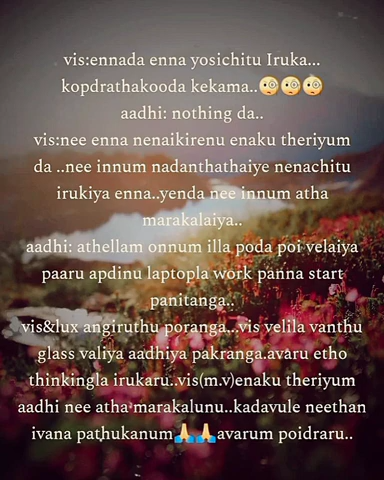 vis:ennada enna yosichitu Iruka...
kopdrathakooda kekama..🧐🧐🧐
aadhi: nothing da..
vis:nee enna nenaikirenu enaku theriyum
da ..nee innum nadanthathaiye nenachitu
irukiya enna..yenda nee innum atha
marakalaiya..
aadhi: athellam onnum illa poda poi velaiya
paaru apdinu laptopla work panna start
panitanga..
vis&lux angiruthu poranga...vis velila vanthu
glass valiya aadhiya pakranga.avaru etho
thinkingla irukaru..vis(m.v)enaku theriyum
aadhi nee atha marakalunu..kadavule neethan
ivana pathukanum🙏🙏avarum poidraru..